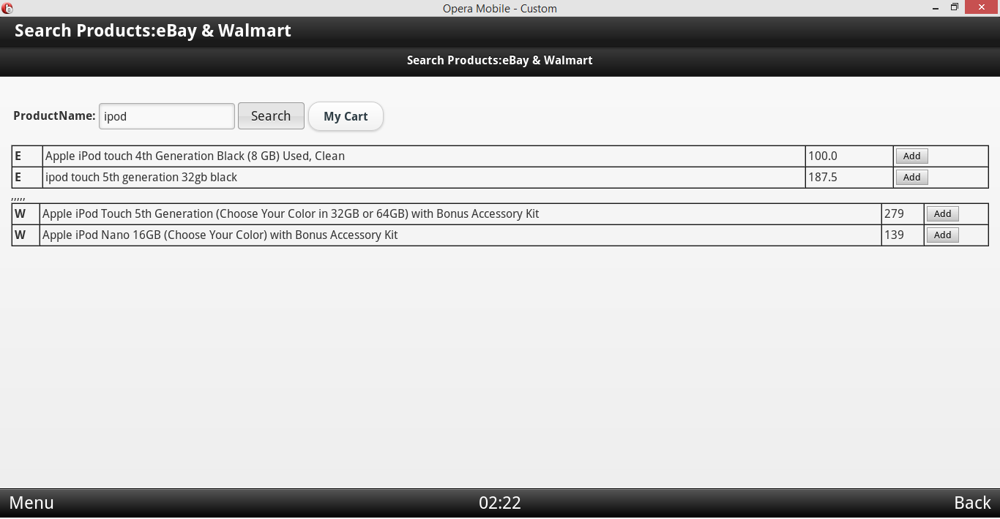 Opera Mobile - Custom
Search Products:eBay & Walmart
Search Products:eBay & Walmart
ProductName: ipod Search My Cart
E Apple iPod touch 4th Generation Black (8 GB) Used, Clean 100.0 Add
E ipod touch 5th generation 32gb black 187.5 Add
,,,,,
W Apple iPod Touch 5th Generation (Choose Your Color in 32GB or 64GB) with Bonus Accessory Kit 279 Add
W Apple iPod Nano 16GB (Choose Your Color) with Bonus Accessory Kit 139 Add
Menu 02:22 Back